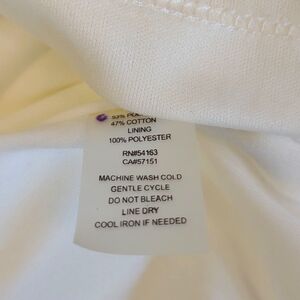 53% POLY
47% COTTON
LINING
100% POLYESTER
RN#54163
CA#57151
MACHINE WASH COLD
GENTLE CYCLE
DO NOT BLEACH
LINE DRY
COOL IRON IF NEEDED